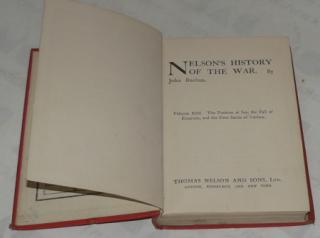 NELSON'S HISTORY
OF THE WAR. By
John Buchan.
Volume XIII. The Position at Sea, the Fall of
Erzerum, and the First Battle of Verdun.
THOMAS NELSON AND SONS, LTD.
LONDON, EDINBURGH, AND NEW YORK